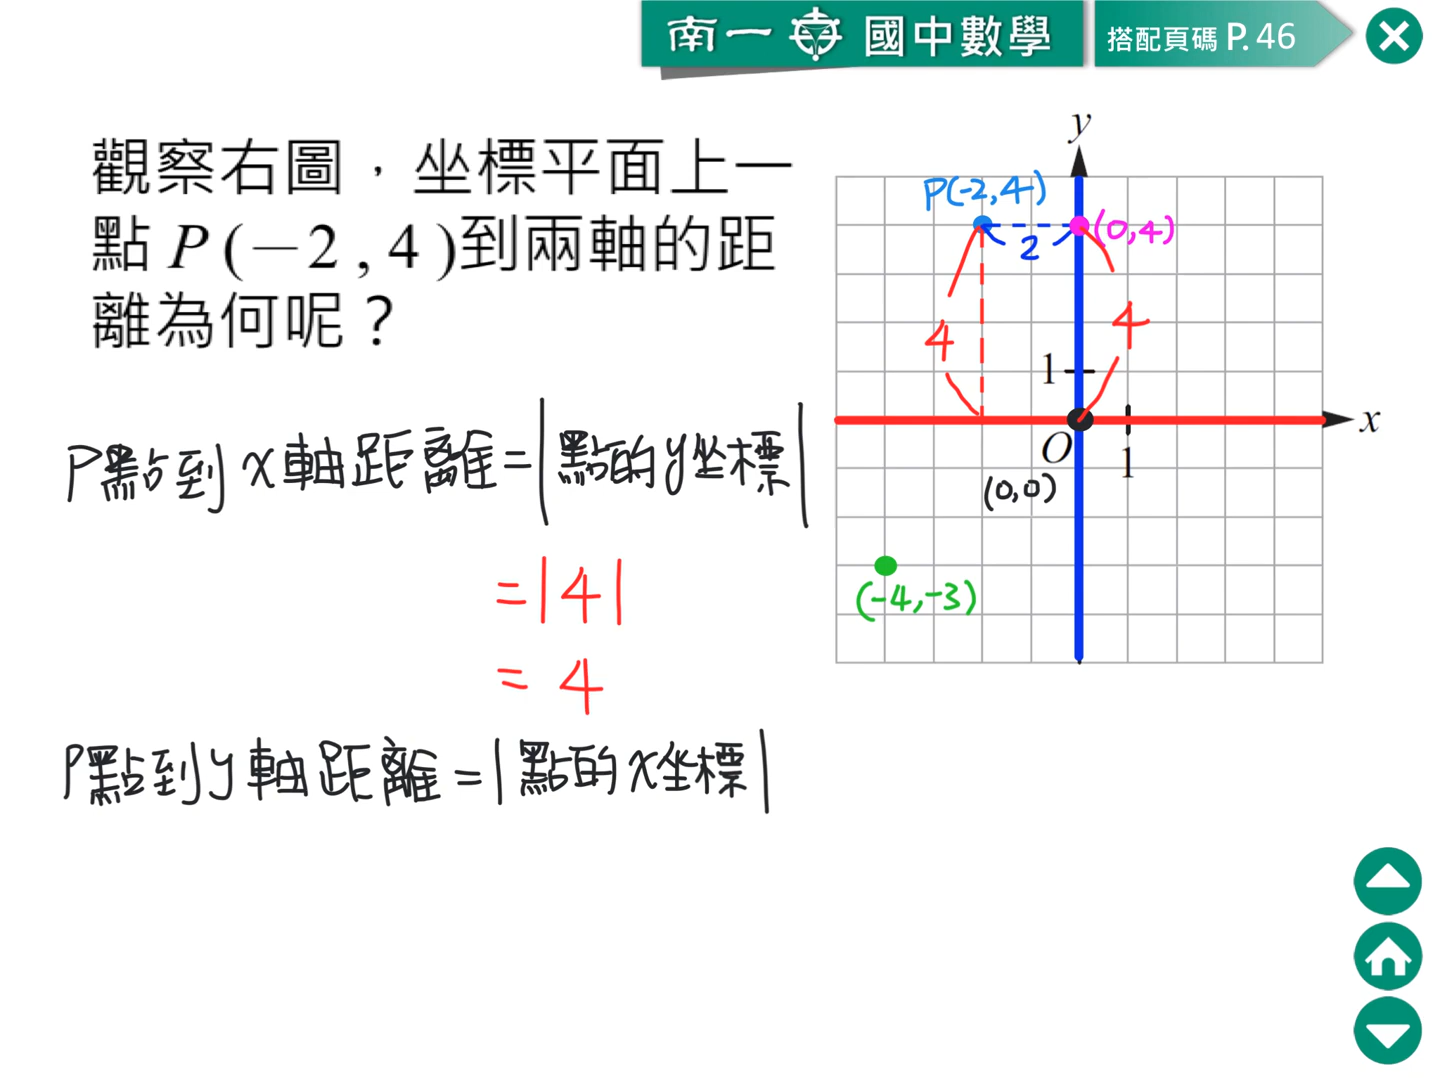 南一 國中數學
搭配頁碼 P. 46
觀察右圖，坐標平面上一
點 P (－2 , 4 )到兩軸的距
離為何呢？
P點到 x 軸距離=|點的y坐標|
=|4|
= 4
P點到 y 軸距離=|點的x坐標|
y
P(-2,4)
(0,4)
2
4
4
1
x
O
1
(0,0)
(-4,-3)